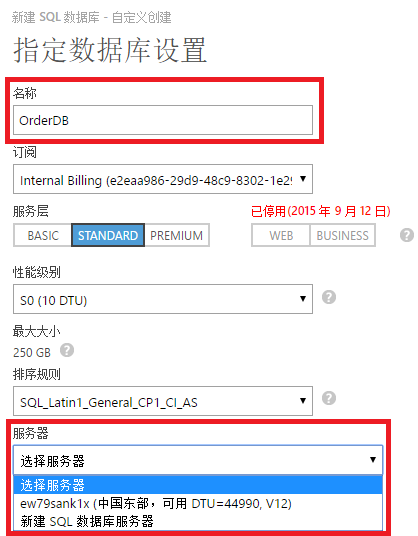 新建 SQL 数据库 - 自定义创建
指定数据库设置
名称
OrderDB
订阅
Internal Billing (e2eaa986-29d9-48c9-8302-1e29
服务层
已停用(2015 年 9 月 12 日)
BASIC STANDARD PREMIUM WEB BUSINESS ?
性能级别
S0 (10 DTU) ?
最大大小
250 GB ?
排序规则
SQL_Latin1_General_CP1_CI_AS ?
服务器
选择服务器
选择服务器
ew79sank1x (中国东部，可用 DTU=44990, V12)
新建 SQL 数据库服务器